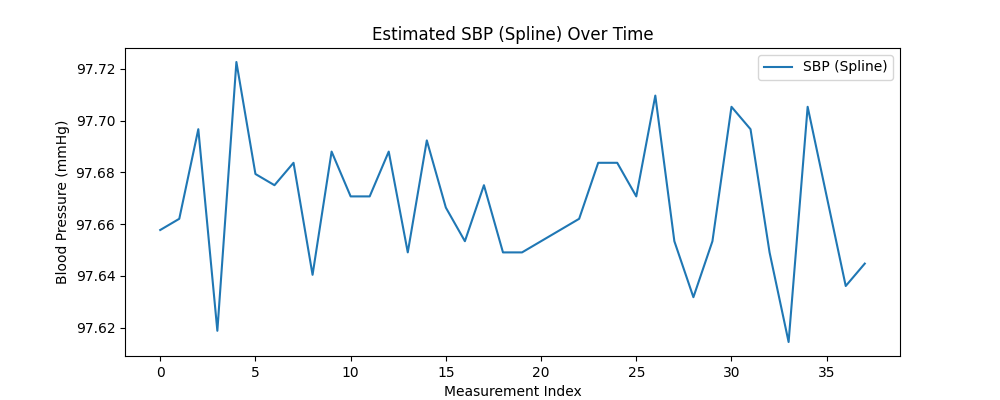 Estimated SBP (Spline) Over Time
SBP (Spline)
Blood Pressure (mmHg)
97.72
97.70
97.68
97.66
97.64
97.62
0 5 10 15 20 25 30 35
Measurement Index